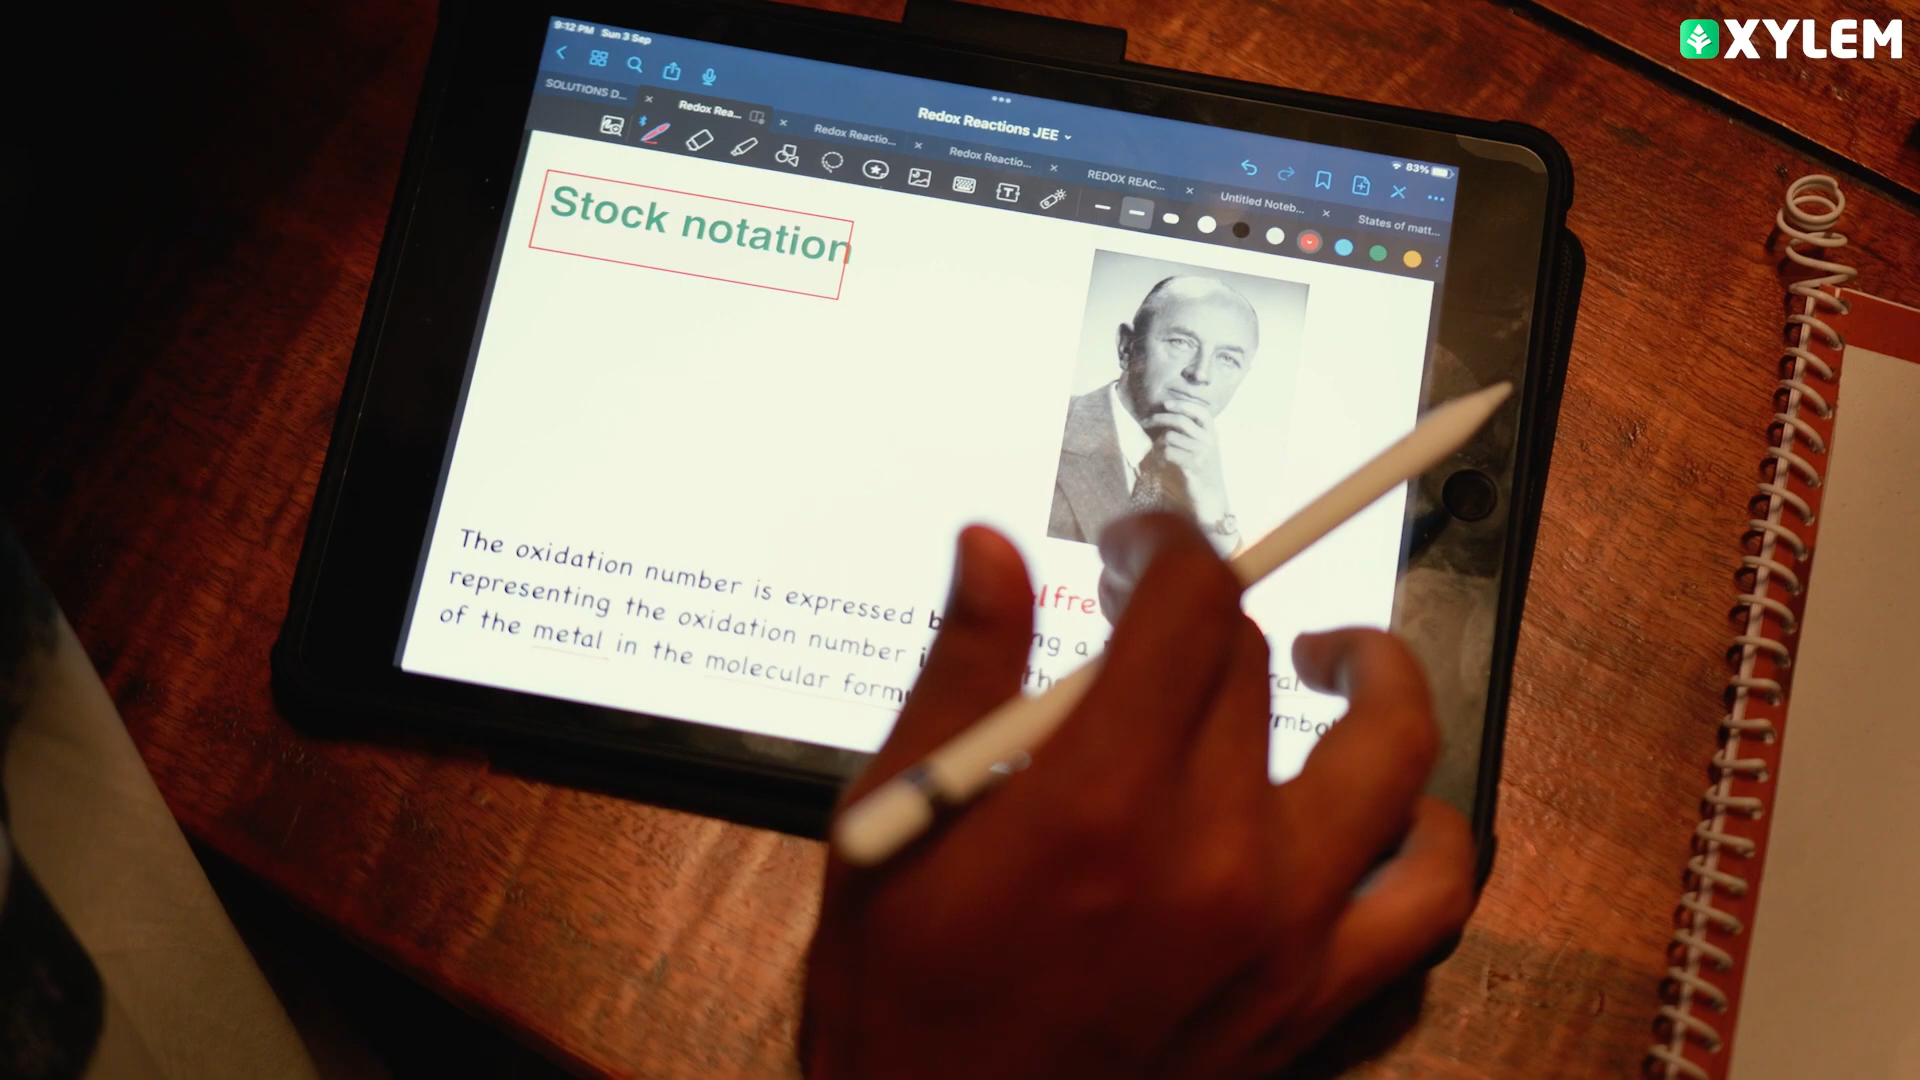 XYLEM
9:12 PM Sun 3 Sep
83%
Redox Reactions JEE
SOLUTIONS D...
Redox Rea...
Redox Reactio...
Redox Reactio...
REDOX REAC...
Untitled Noteb...
States of matt...
Stock notation
The oxidation number is expressed
representing the oxidation number
of the metal in the molecular